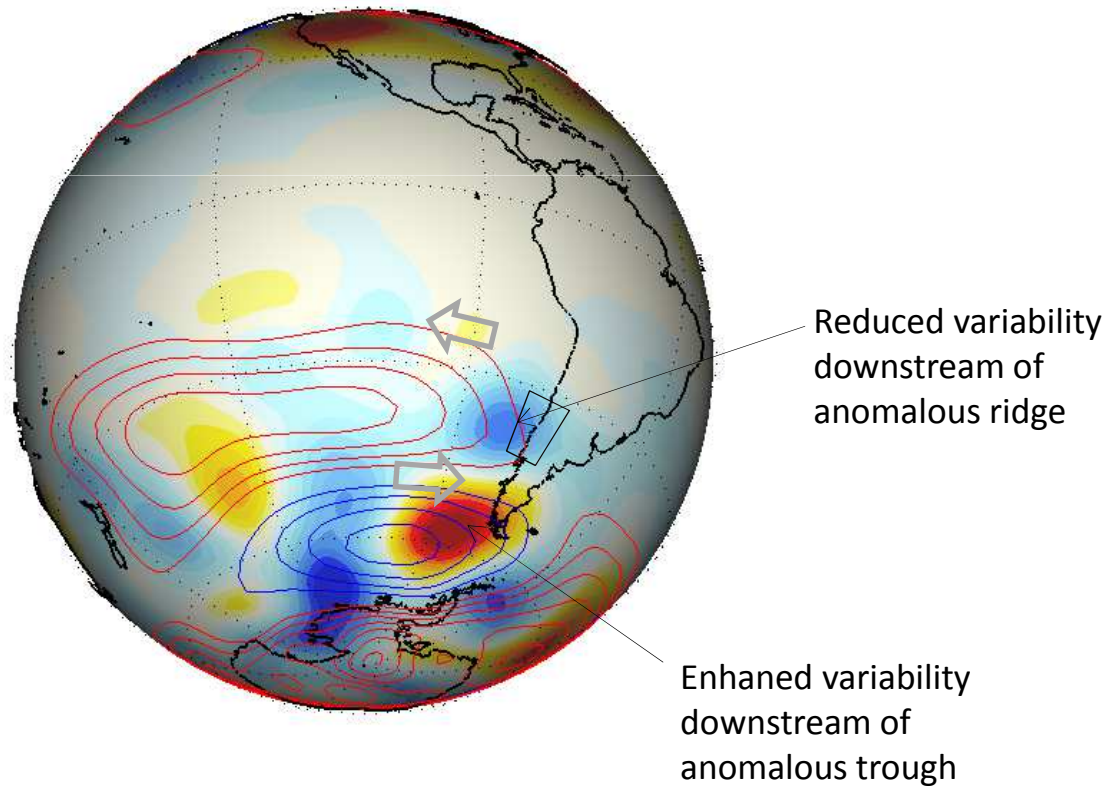 Reduced variability
downstream of
anomalous ridge
Enhaned variability
downstream of
anomalous trough